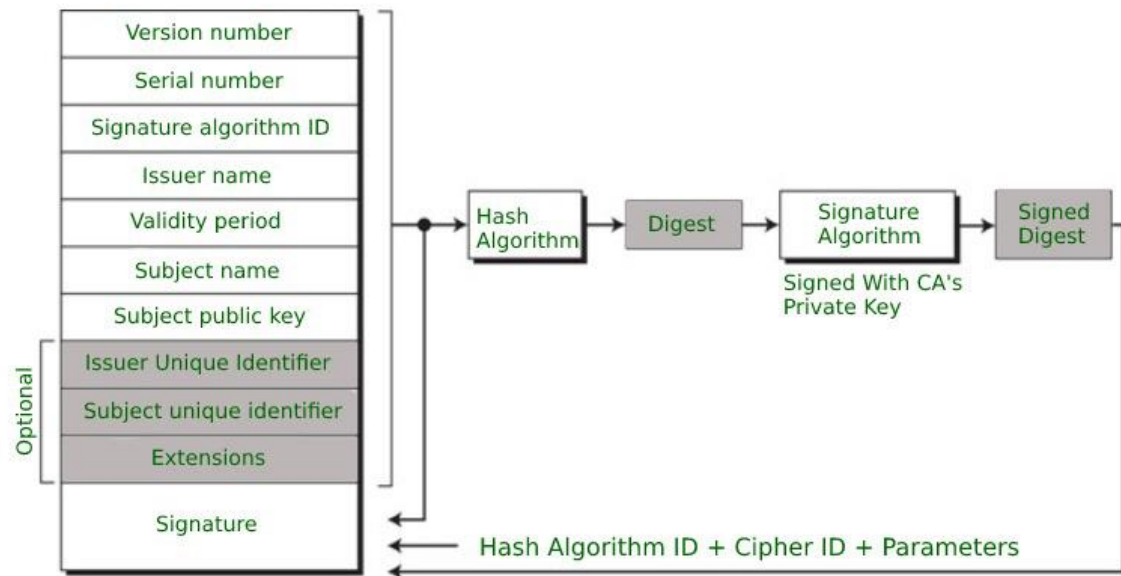 Version number
Serial number
Signature algorithm ID
Issuer name
Validity period
Subject name
Subject public key
Issuer Unique Identifier
Subject unique identifier
Extensions
Signature
Optional
Hash
Algorithm
Digest
Signature
Algorithm
Signed With CA's
Private Key
Signed
Digest
Hash Algorithm ID + Cipher ID + Parameters